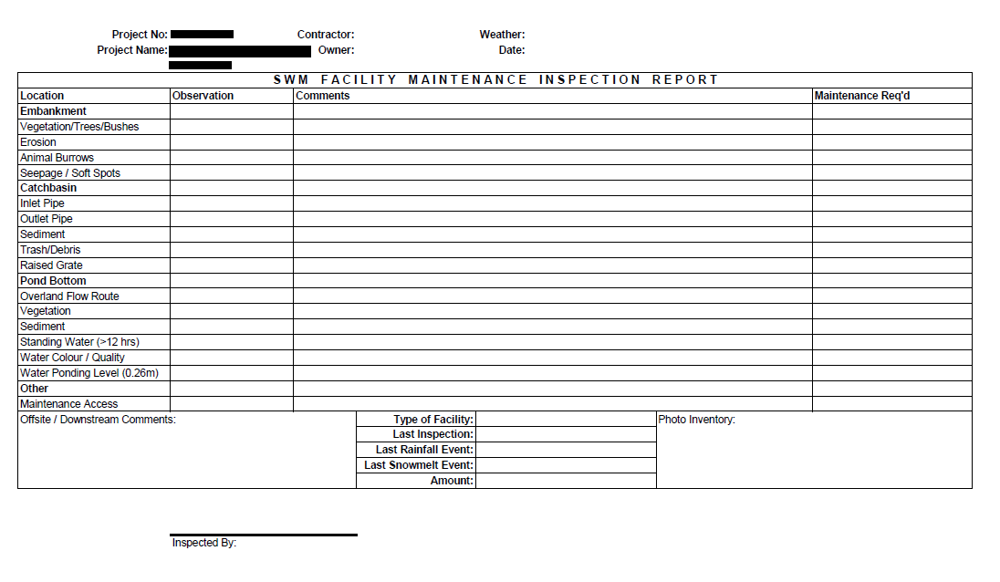 Project No: Contractor: Weather:
Project Name: Owner: Date:
SWM FACILITY MAINTENANCE INSPECTION REPORT
Location Observation Comments Maintenance Req'd
Embankment
Vegetation/Trees/Bushes
Erosion
Animal Burrows
Seepage / Soft Spots
Catchbasin
Inlet Pipe
Outlet Pipe
Sediment
Trash/Debris
Raised Grate
Pond Bottom
Overland Flow Route
Vegetation
Sediment
Standing Water (>12 hrs)
Water Colour / Quality
Water Ponding Level (0.26m)
Other
Maintenance Access
Offsite / Downstream Comments: Type of Facility: Photo Inventory:
Last Inspection:
Last Rainfall Event:
Last Snowmelt Event:
Amount:
Inspected By: